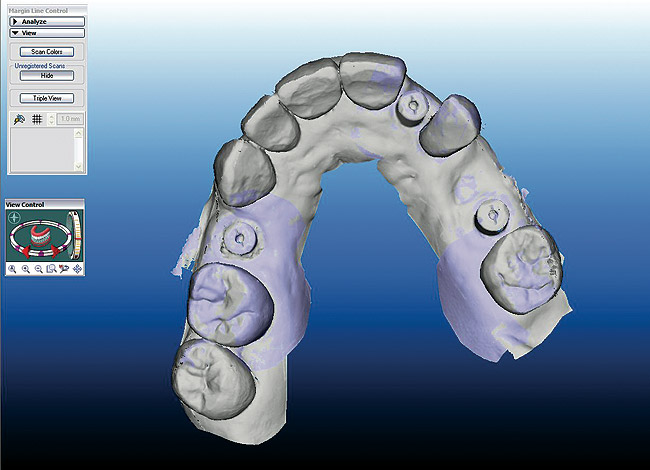 Margin Line Control
Analyze
View
Scan Colors
Unregistered Scans
Hide
Triple View
1.0 mm
View Control